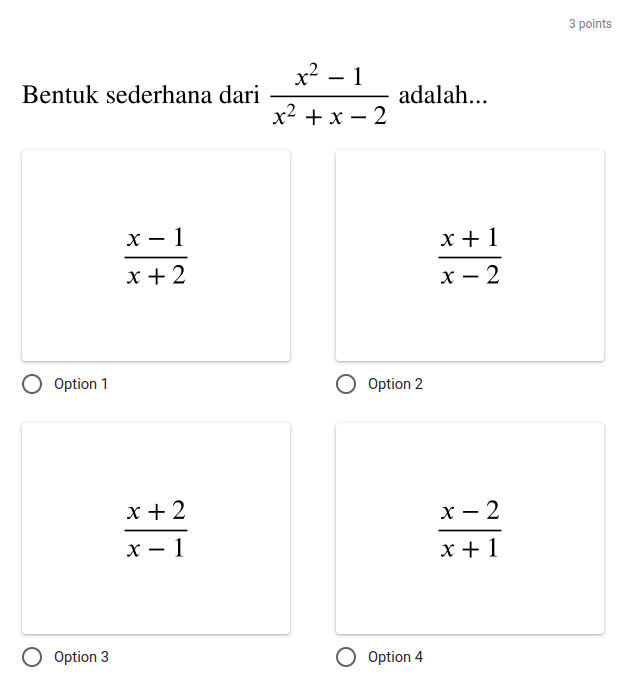 3 points
Bentuk sederhana dari \frac{x^2 - 1}{x^2 + x - 2} adalah...
\frac{x - 1}{x + 2}
\frac{x + 1}{x - 2}
Option 1
Option 2
\frac{x + 2}{x - 1}
\frac{x - 2}{x + 1}
Option 3
Option 4